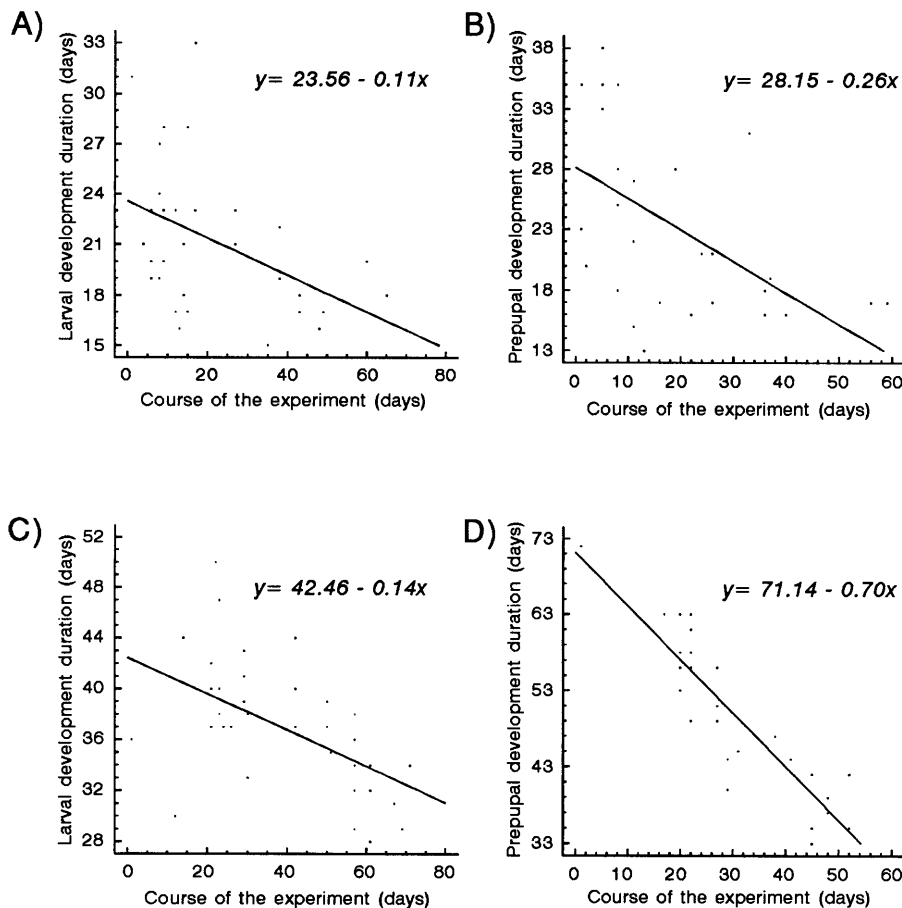 A)
Larval development duration (days)
33
30
27
24
21
18
15
y= 23.56 - 0.11x
0 20 40 60 80
Course of the experiment (days)
B)
Prepupal development duration (days)
38
33
28
23
18
13
y= 28.15 - 0.26x
0 10 20 30 40 50 60
Course of the experiment (days)
C)
Larval development duration (days)
52
48
44
40
36
32
28
y= 42.46 - 0.14x
0 20 40 60 80
Course of the experiment (days)
D)
Prepupal development duration (days)
73
63
53
43
33
y= 71.14 - 0.70x
0 10 20 30 40 50 60
Course of the experiment (days)